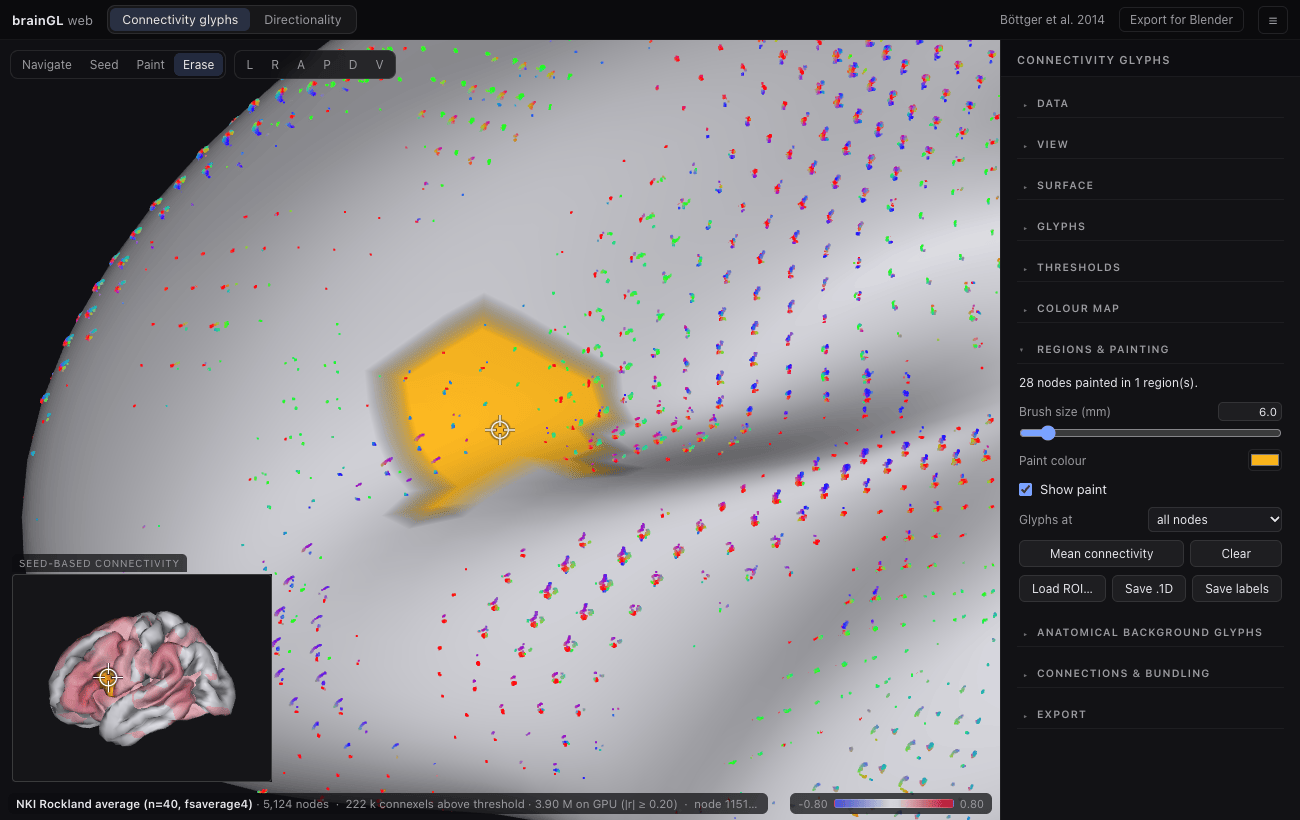 brainGL web Connectivity glyphs Directionality Böttger et al. 2014 Export for Blender
Navigate Seed Paint Erase L R A P D V
CONNECTIVITY GLYPHS
DATA
VIEW
SURFACE
GLYPHS
THRESHOLDS
COLOUR MAP
REGIONS & PAINTING
28 nodes painted in 1 region(s).
Brush size (mm) 6.0
Paint colour
Show paint
Glyphs at all nodes
Mean connectivity Clear
Load ROI... Save .1D Save labels
ANATOMICAL BACKGROUND GLYPHS
CONNECTIONS & BUNDLING
EXPORT
SEED-BASED CONNECTIVITY
NKI Rockland average (n=40, fsaverage4) · 5,124 nodes · 222 k connexels above threshold · 3.90 M on GPU (|r| ≥ 0.20) · node 1151...
-0.80 0.80